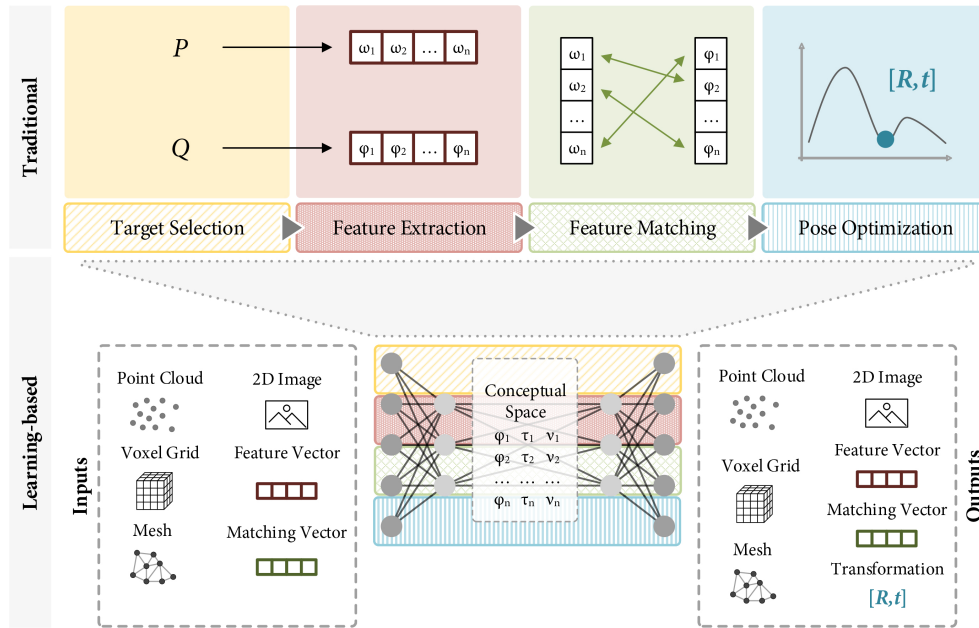 Traditional
P
ω1 ω2 … ωn
Q
φ1 φ2 … φn
ω1
ω2
…
ωn
φ1
φ2
…
φn
[R,t]
Target Selection
Feature Extraction
Feature Matching
Pose Optimization
Learning-based
Inputs
Point Cloud
2D Image
Voxel Grid
Feature Vector
Mesh
Matching Vector
Conceptual
Space
φ1 τ1 ν1
φ2 τ2 ν2
… … …
φn τn νn
Point Cloud
2D Image
Voxel Grid
Feature Vector
Mesh
Matching Vector
Transformation
[R,t]
Outputs